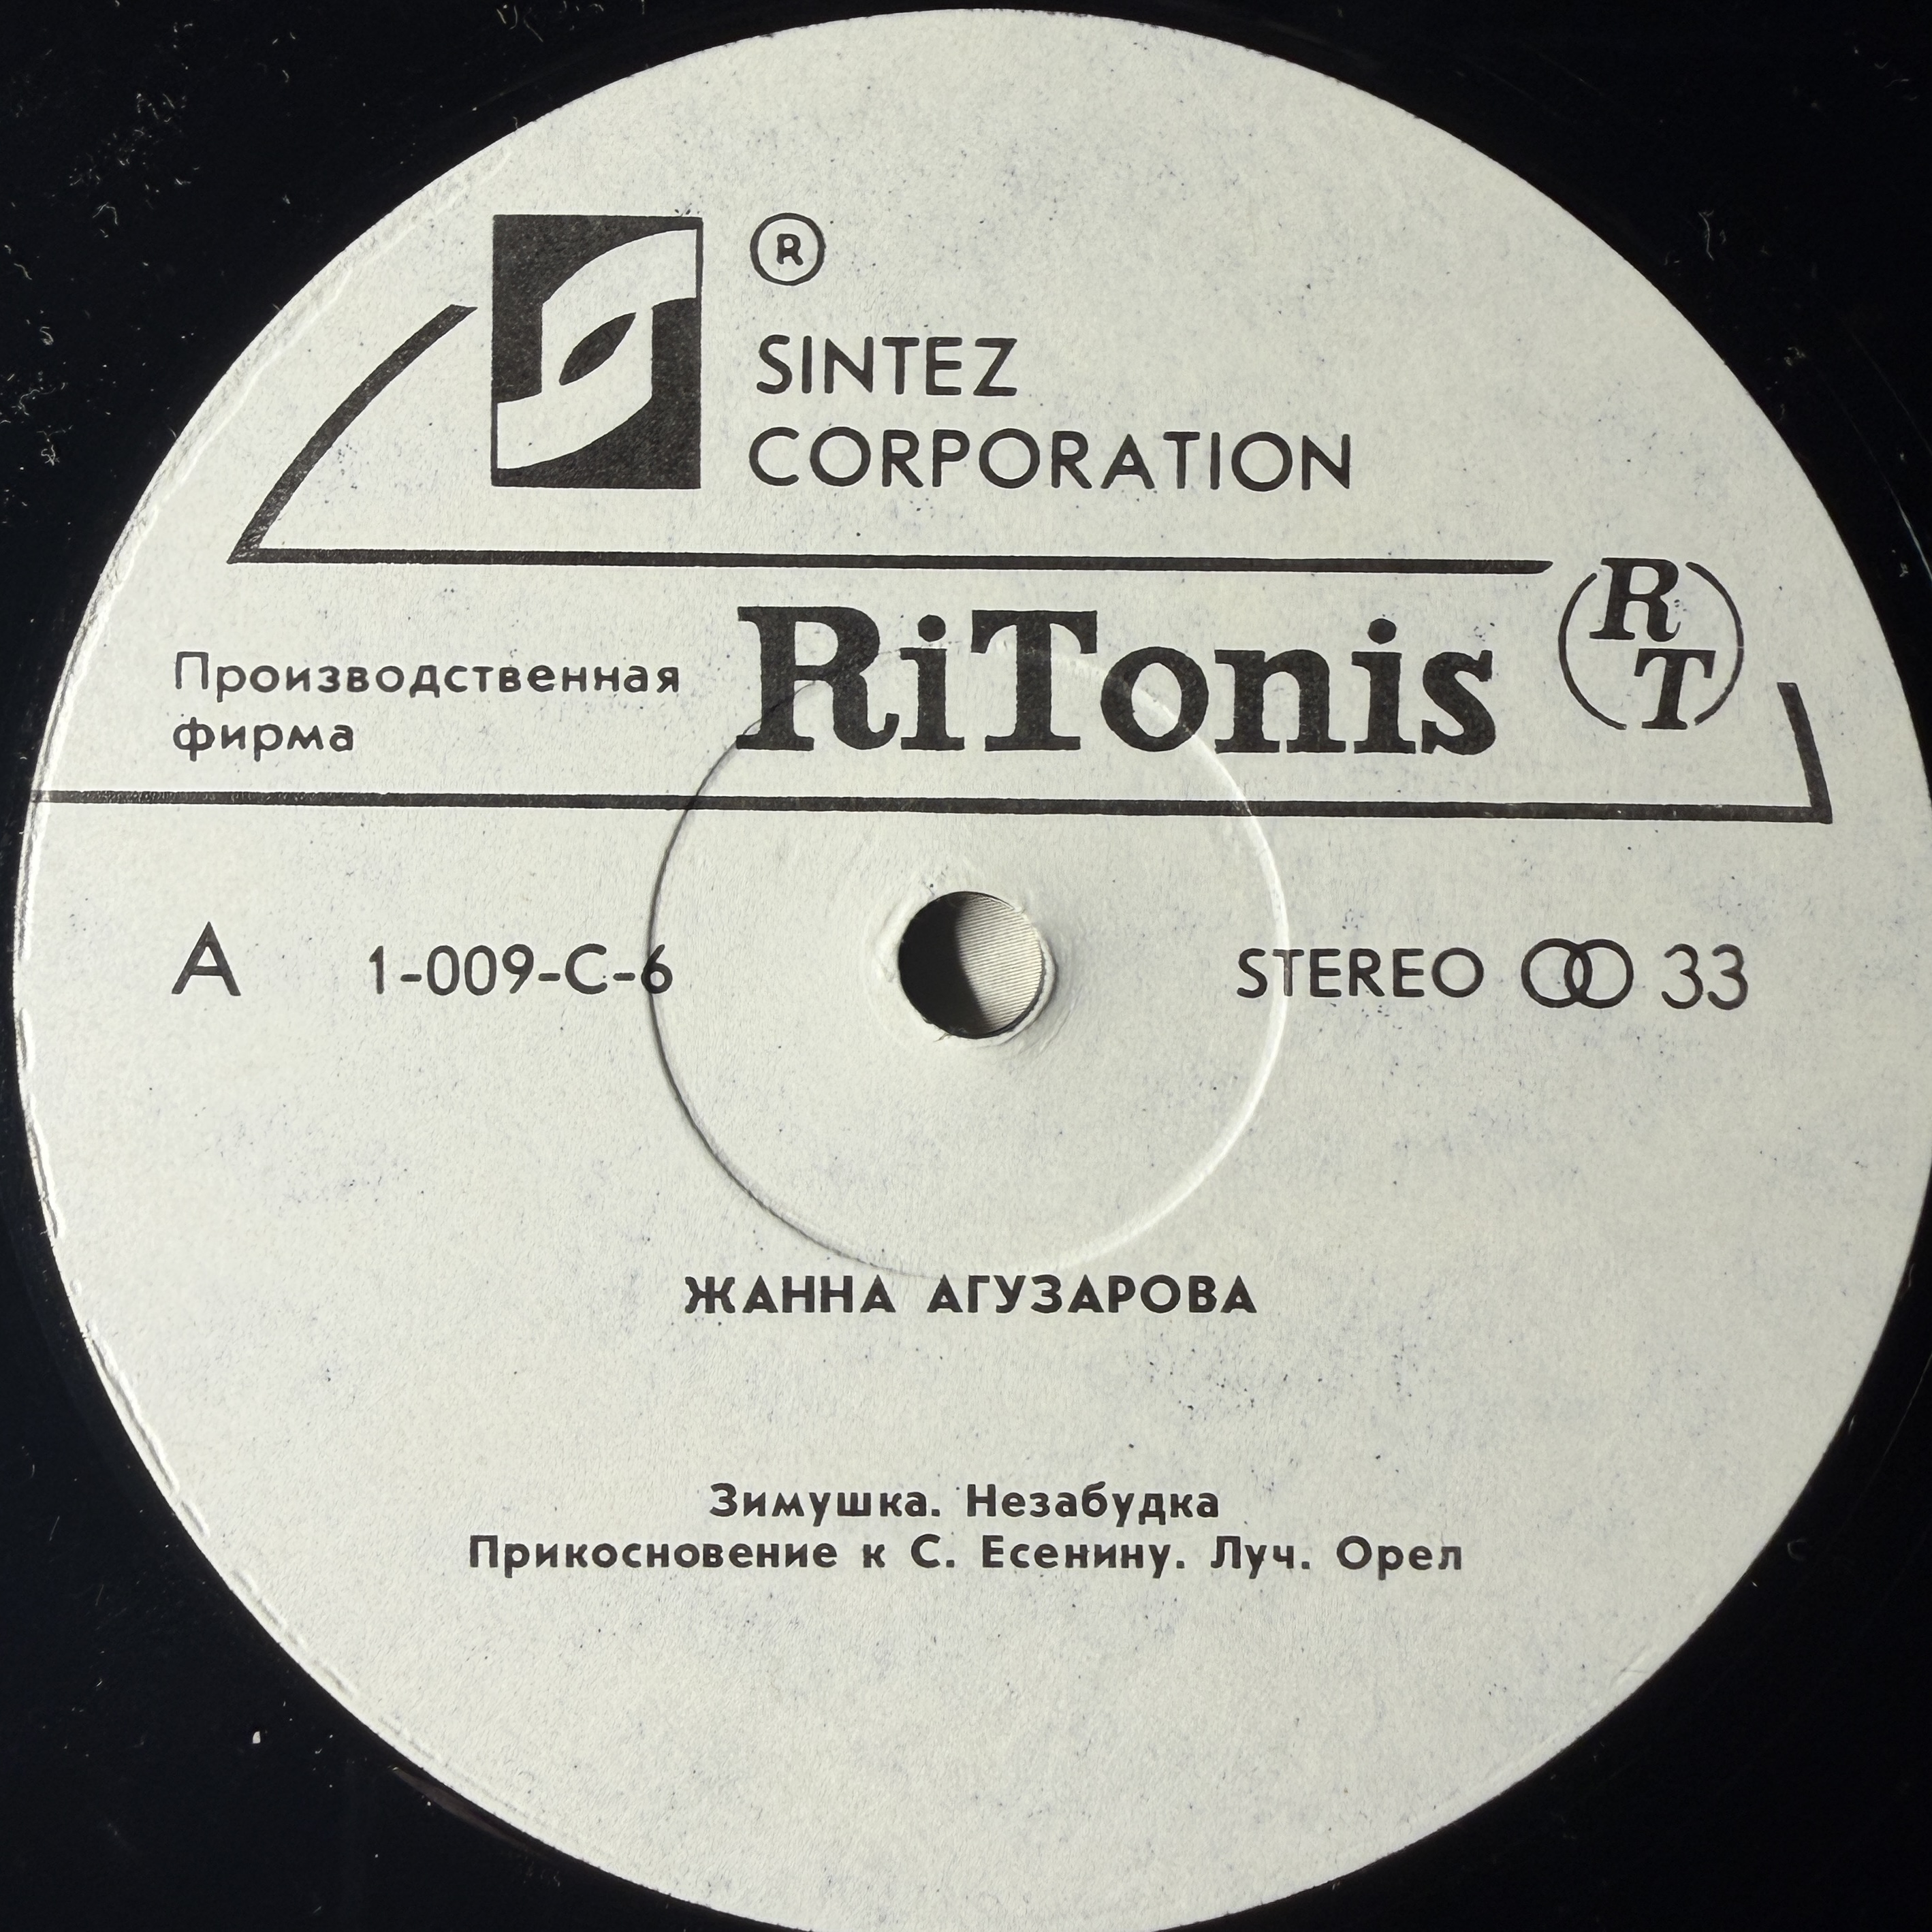 ®
SINTEZ
CORPORATION
Производственная
фирма
RiTonis
R
T
A 1-009-C-6 STEREO 33
ЖАННА АГУЗАРОВА
Зимушка. Незабудка
Прикосновение к С. Есенину. Луч. Орел